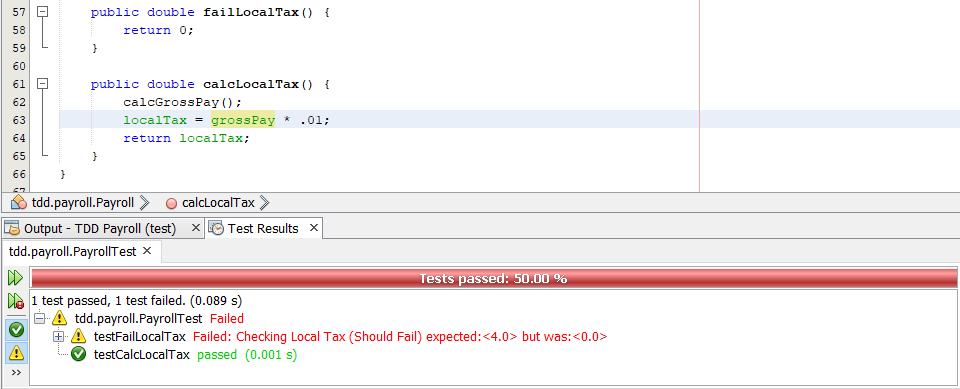 57 public double failLocalTax() {
58 return 0;
59 }
60
61 public double calcLocalTax() {
62 calcGrossPay();
63 localTax = grossPay * .01;
64 return localTax;
65 }
66 }
67
tdd.payroll.Payroll calcLocalTax
Output - TDD Payroll (test) × Test Results ×
tdd.payroll.PayrollTest ×
Tests passed: 50.00 %
1 test passed, 1 test failed. (0.089 s)
tdd.payroll.PayrollTest Failed
testFailLocalTax Failed: Checking Local Tax (Should Fail) expected:<4.0> but was:<0.0>
testCalcLocalTax passed (0.001 s)
>>